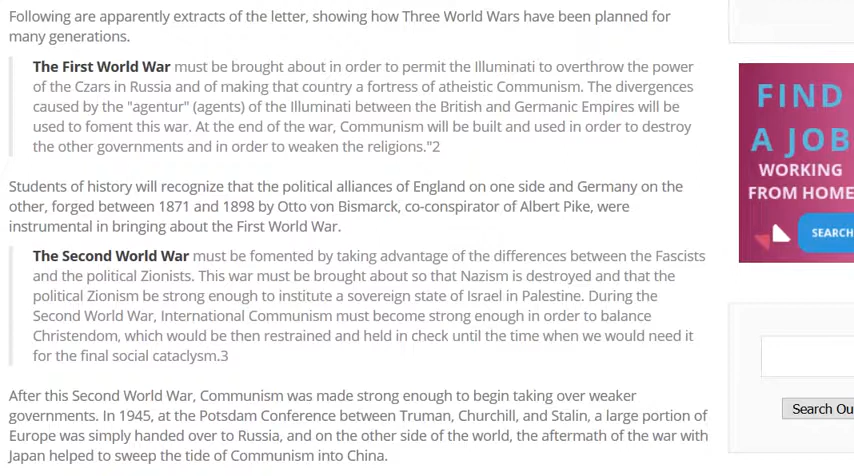 Following are apparently extracts of the letter, showing how Three World Wars have been planned for
many generations.
The First World War must be brought about in order to permit the Illuminati to overthrow the power
of the Czars in Russia and of making that country a fortress of atheistic Communism. The divergences
caused by the "agentur" (agents) of the Illuminati between the British and Germanic Empires will be
used to foment this war. At the end of the war, Communism will be built and used in order to destroy
the other governments and in order to weaken the religions."2
Students of history will recognize that the political alliances of England on one side and Germany on the
other, forged between 1871 and 1898 by Otto von Bismarck, co-conspirator of Albert Pike, were
instrumental in bringing about the First World War.
The Second World War must be fomented by taking advantage of the differences between the Fascists
and the political Zionists. This war must be brought about so that Nazism is destroyed and that the
political Zionism be strong enough to institute a sovereign state of Israel in Palestine. During the
Second World War, International Communism must become strong enough in order to balance
Christendom, which would be then restrained and held in check until the time when we would need it
for the final social cataclysm.3
After this Second World War, Communism was made strong enough to begin taking over weaker
governments. In 1945, at the Potsdam Conference between Truman, Churchill, and Stalin, a large portion of
Europe was simply handed over to Russia, and on the other side of the world, the aftermath of the war with
Japan helped to sweep the tide of Communism into China.
FIND
A JOB
WORKING
FROM HOME
SEARCH
Search Ou